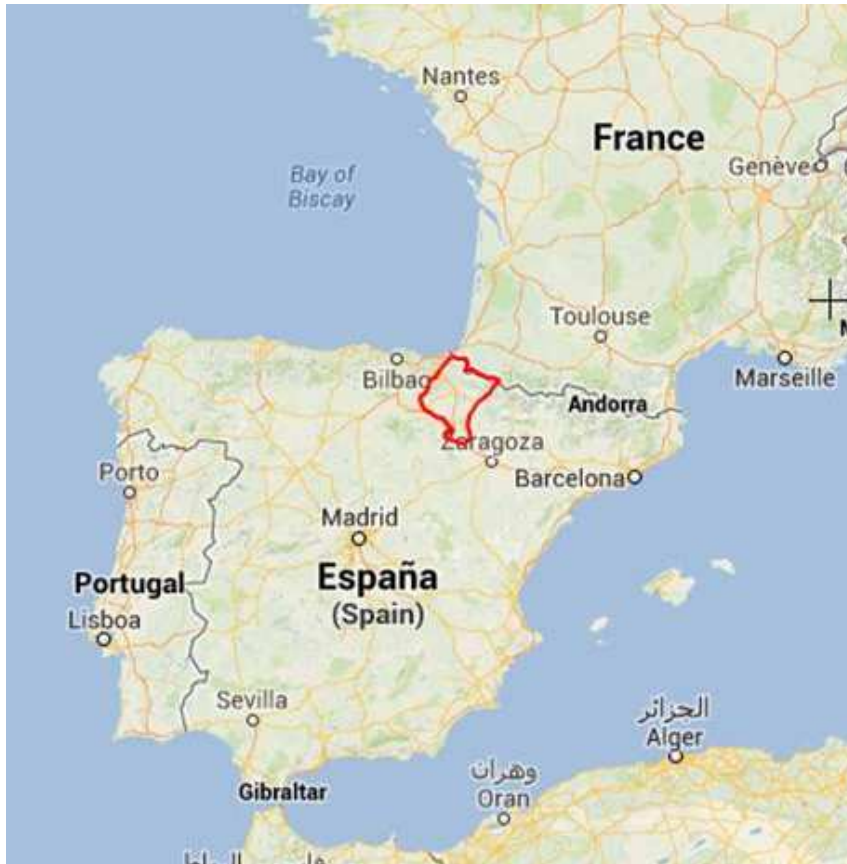 Nantes
France
Genève
Bay of
Biscay
Toulouse
Bilbao
Marseille
Andorra
Zaragoza
Barcelona
Porto
Madrid
España
(Spain)
Portugal
Lisboa
Sevilla
الجزائر
Alger
وهران
Oran
Gibraltar